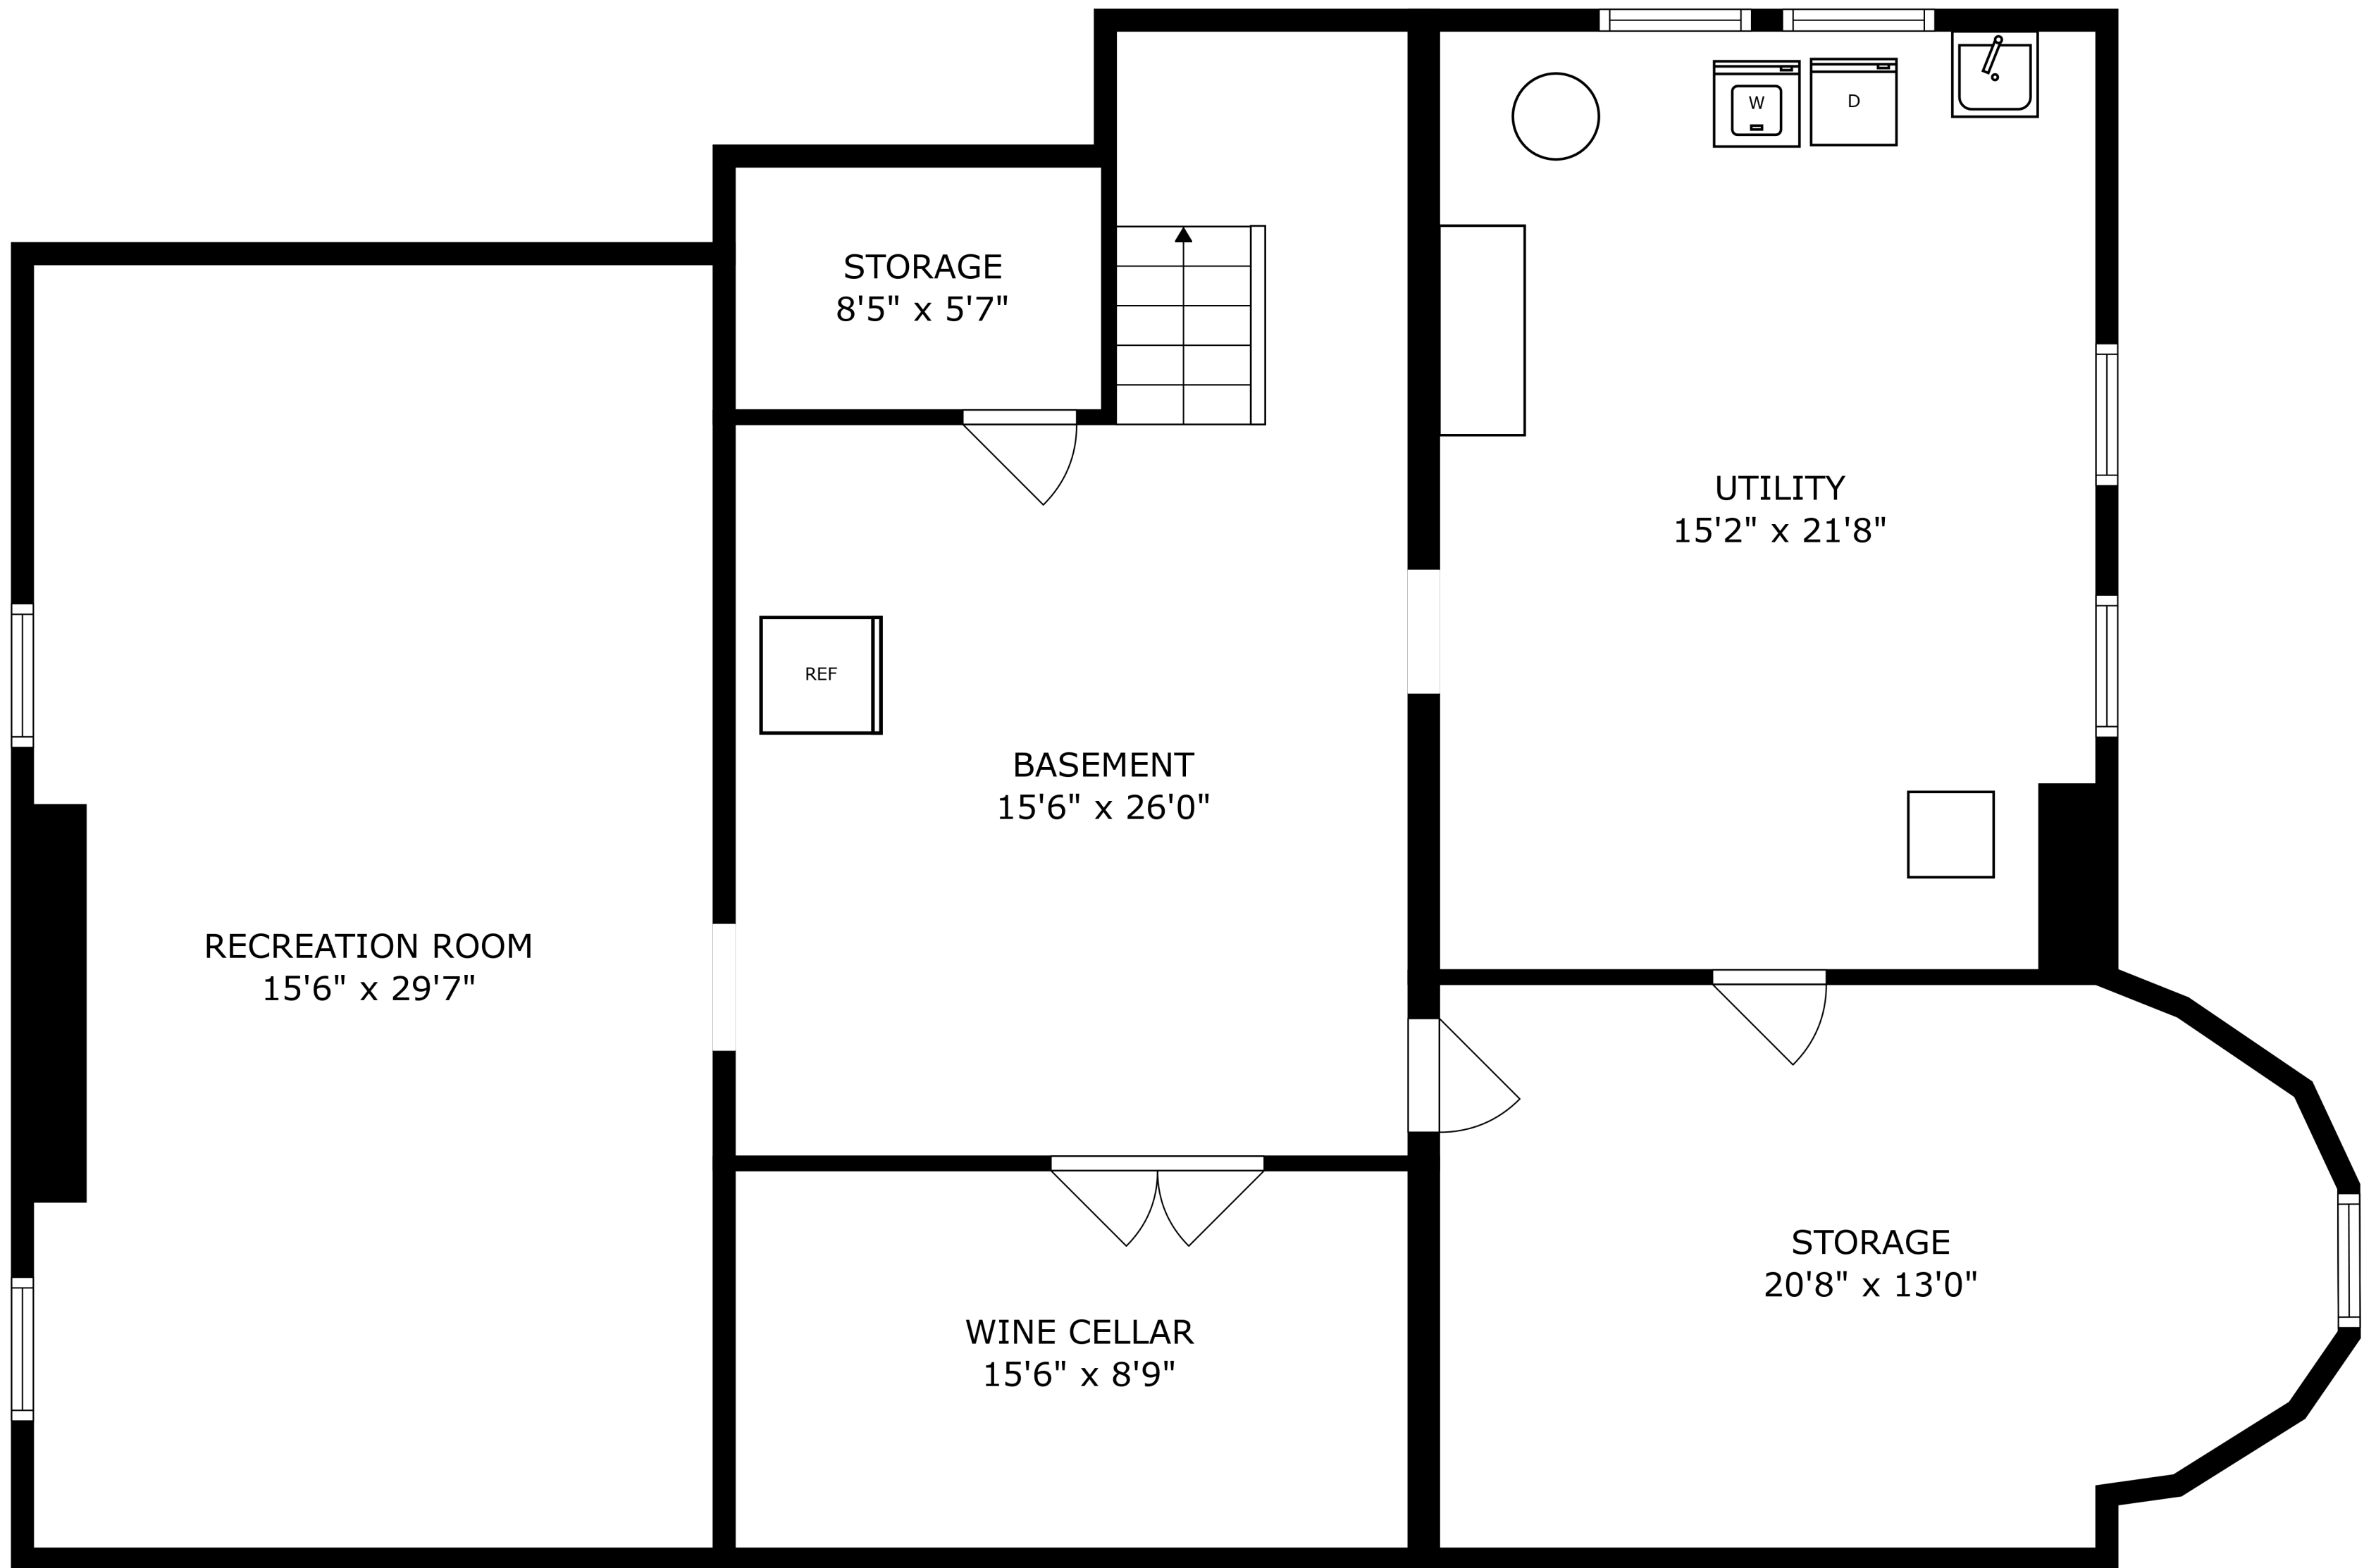 W
D
STORAGE
8'5" x 5'7"
UTILITY
15'2" x 21'8"
REF
BASEMENT
15'6" x 26'0"
RECREATION ROOM
15'6" x 29'7"
STORAGE
20'8" x 13'0"
WINE CELLAR
15'6" x 8'9"